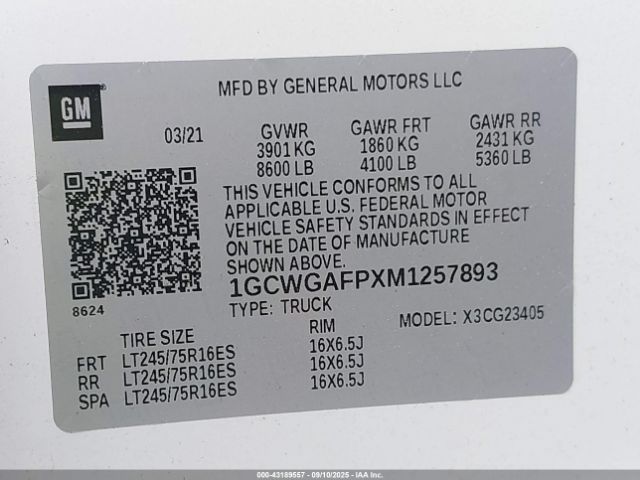 GM
MFD BY GENERAL MOTORS LLC
03/21 GVWR GAWR FRT GAWR RR
3901 KG 1860 KG 2431 KG
8600 LB 4100 LB 5360 LB
THIS VEHICLE CONFORMS TO ALL
APPLICABLE U.S. FEDERAL MOTOR
VEHICLE SAFETY STANDARDS IN EFFECT
ON THE DATE OF MANUFACTURE
SHOWN ABOVE.
8624
1GCWGAFPXM1257893
TYPE: TRUCK MODEL: X3CG23405
TIRE SIZE RIM
FRT LT245/75R16ES 16X6.5J
RR LT245/75R16ES 16X6.5J
SPA LT245/75R16ES 16X6.5J
000-43189557 - 09/10/2025 - IAA Inc.